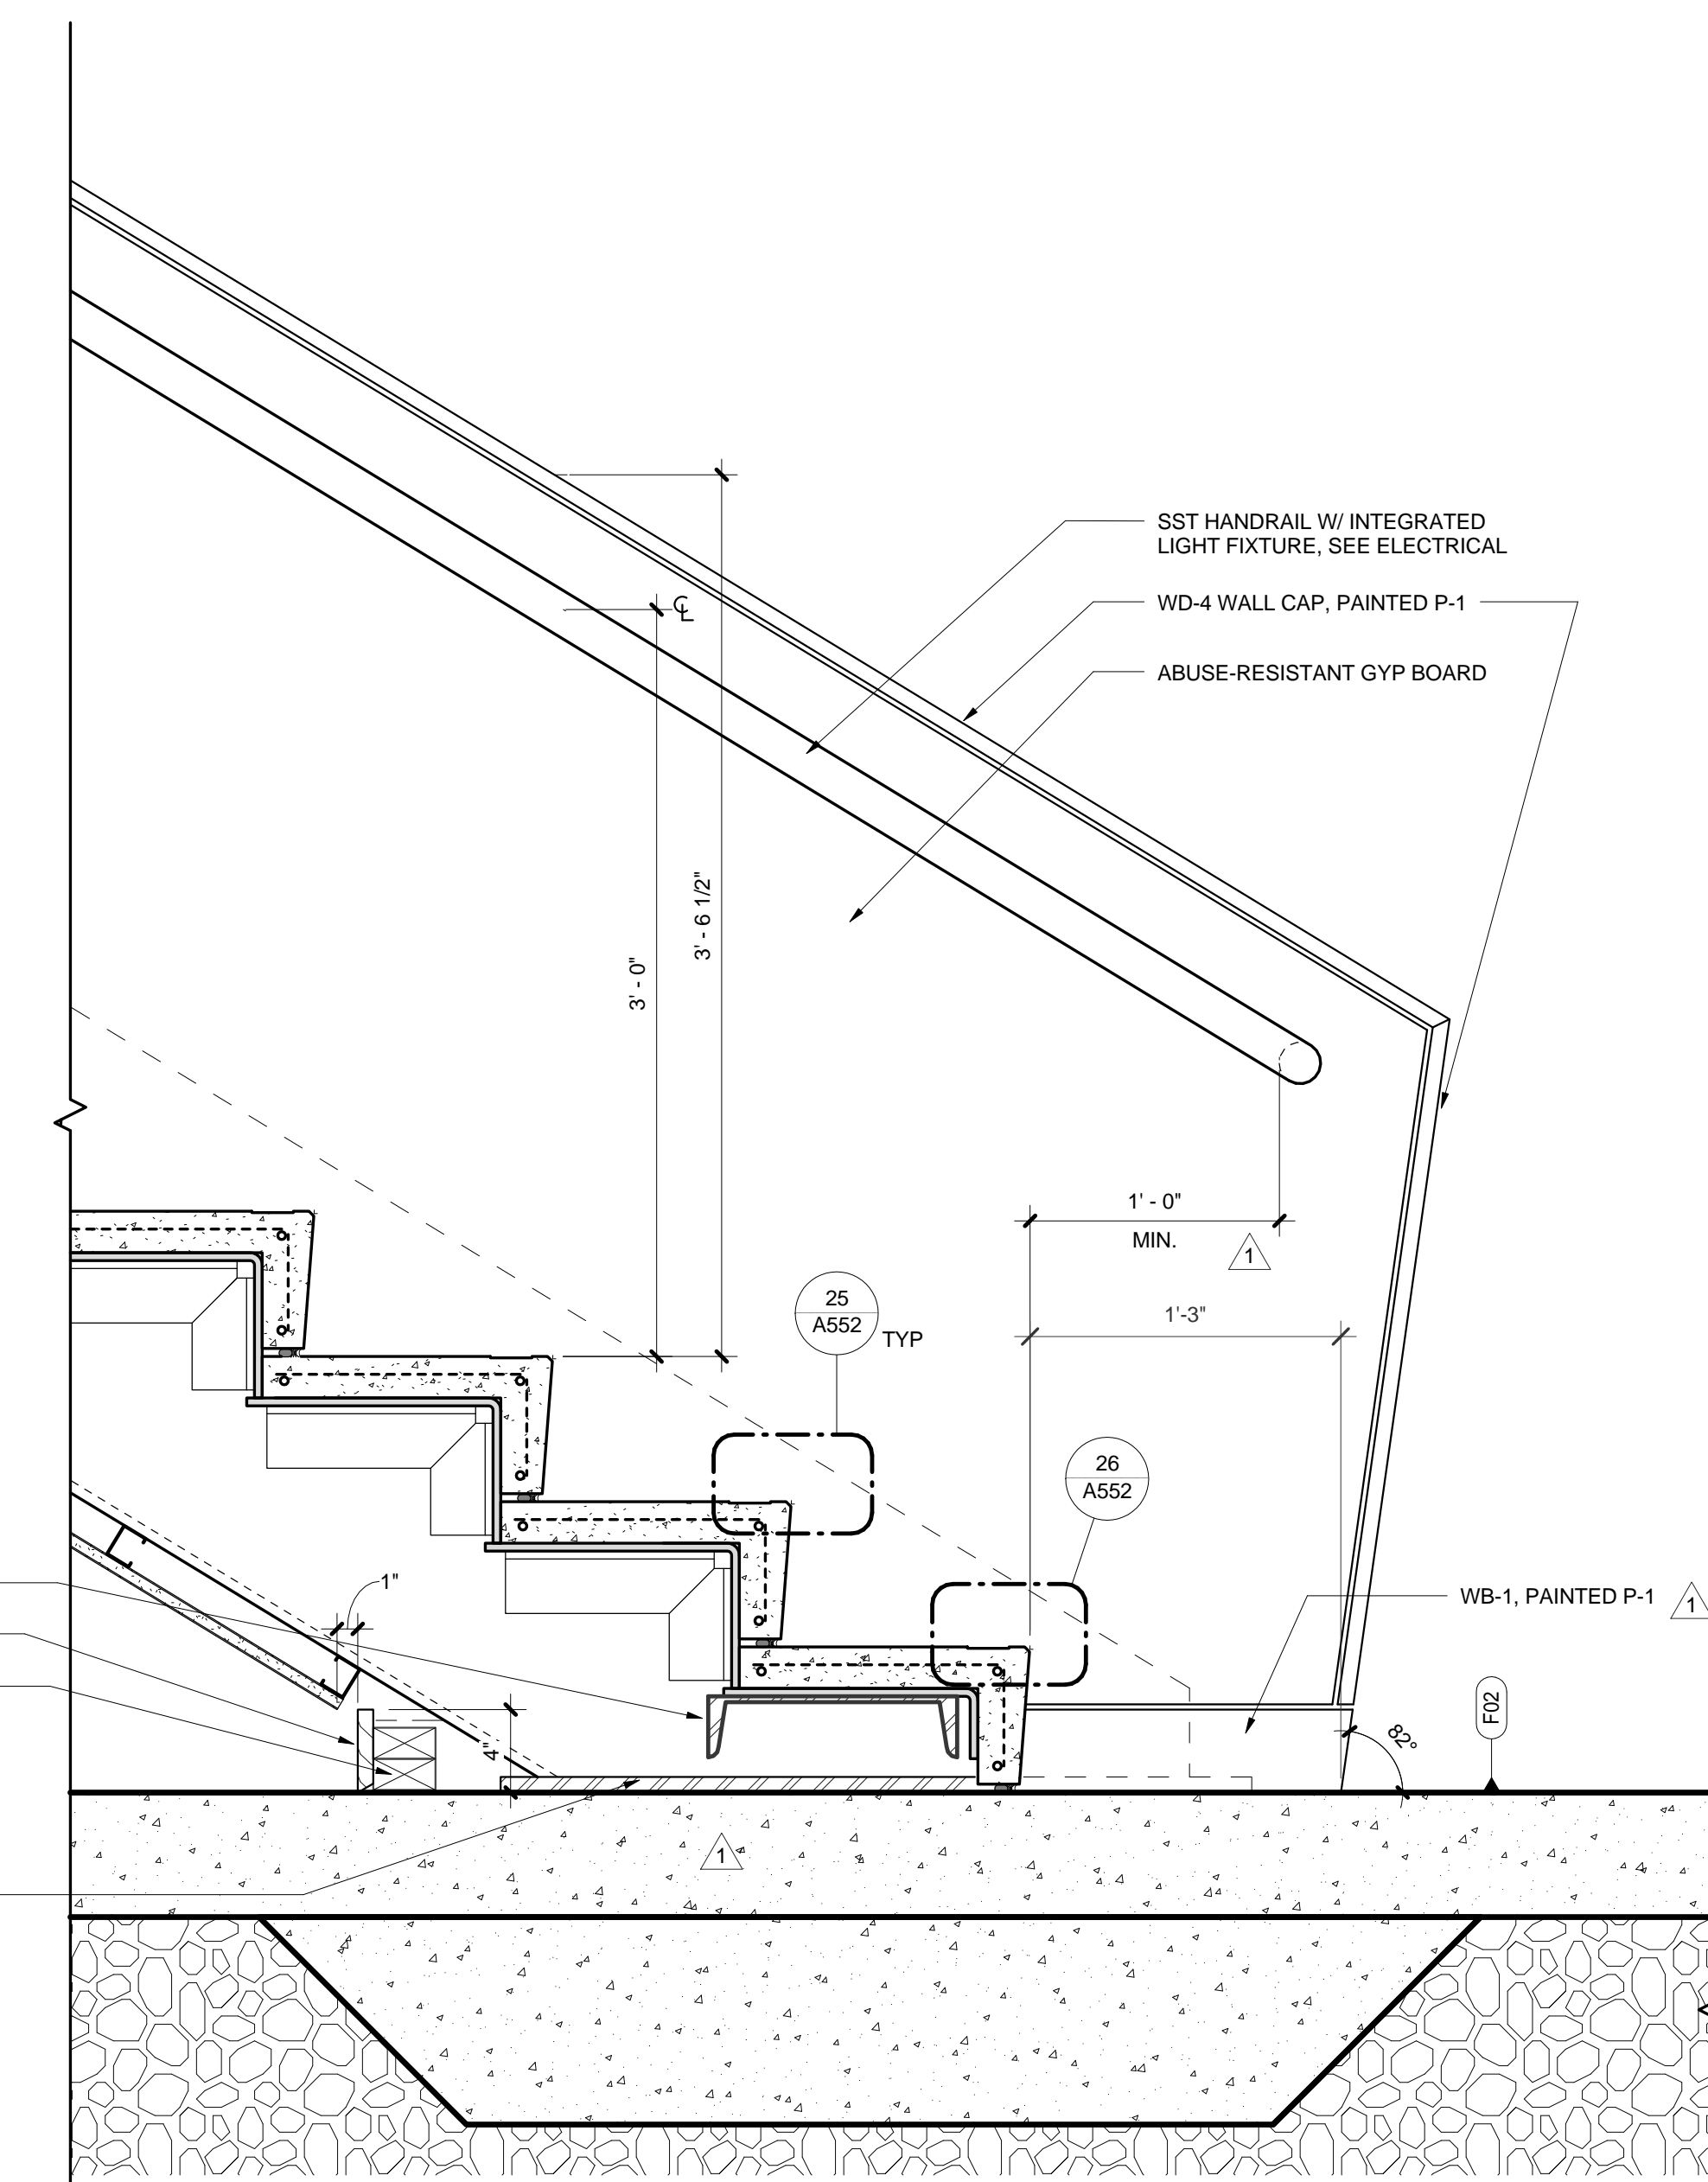 SST HANDRAIL W/ INTEGRATED
LIGHT FIXTURE, SEE ELECTRICAL
WD-4 WALL CAP, PAINTED P-1
℄
ABUSE-RESISTANT GYP BOARD
3' - 6 1/2"
3' - 0"
1' - 0"
MIN.
1
25
A552
TYP
1'-3"
26
A552
1"
WB-1, PAINTED P-1
1
F02
4"
82°
1